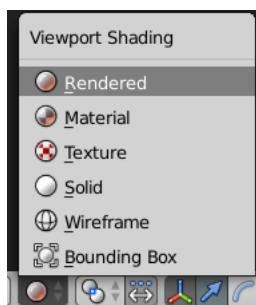 Viewport Shading
Rendered
Material
Texture
Solid
Wireframe
Bounding Box